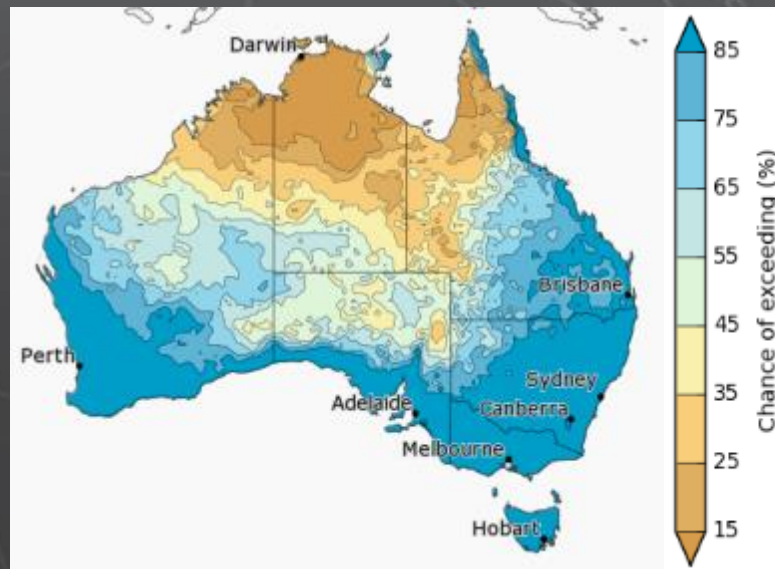 Darwin
Brisbane
Perth
Sydney
Adelaide
Canberra
Melbourne
Hobart
85
75
65
55
45
35
25
15
Chance of exceeding (%)